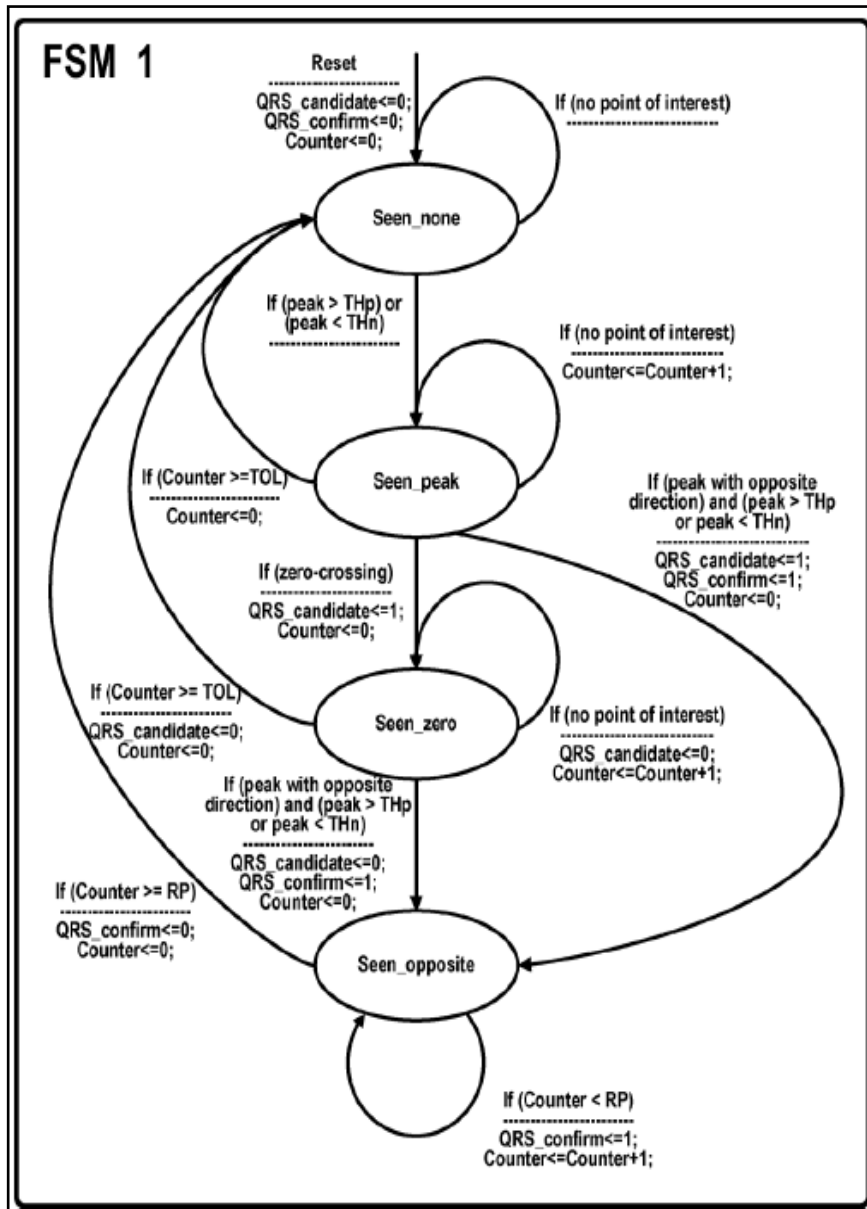 FSM 1
Reset
QRS_candidate<=0;
QRS_confirm<=0;
Counter<=0;
If (no point of interest)
Seen_none
If (peak > THp) or
(peak < THn)
If (no point of interest)
Counter<=Counter+1;
Seen_peak
If (Counter >=TOL)
Counter<=0;
If (peak with opposite
direction) and (peak > THp
or peak < THn)
QRS_candidate<=1;
QRS_confirm<=1;
Counter<=0;
If (zero-crossing)
QRS_candidate<=1;
Counter<=0;
If (Counter >= TOL)
QRS_candidate<=0;
Counter<=0;
Seen_zero
If (no point of interest)
QRS_candidate<=0;
Counter<=Counter+1;
If (peak with opposite
direction) and (peak > THp
or peak < THn)
QRS_candidate<=0;
QRS_confirm<=1;
Counter<=0;
If (Counter >= RP)
QRS_confirm<=0;
Counter<=0;
Seen_opposite
If (Counter < RP)
QRS_confirm<=1;
Counter<=Counter+1;